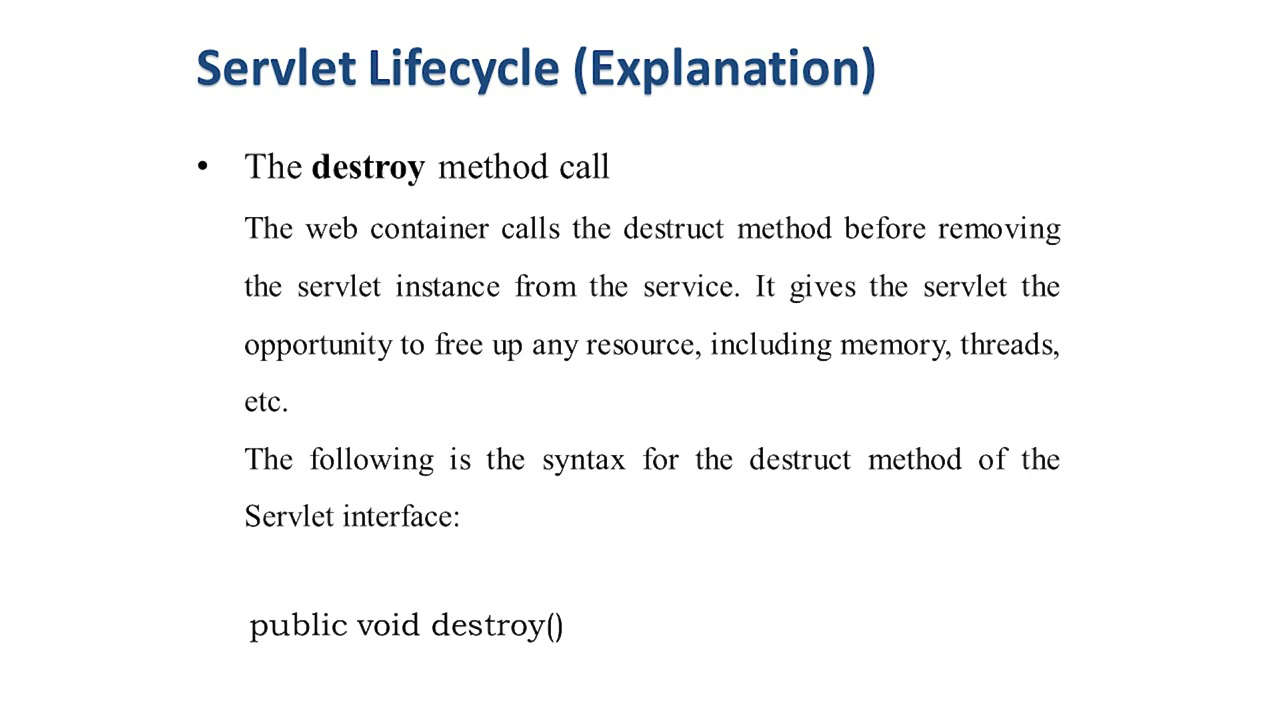 Servlet Lifecycle (Explanation)
• The destroy method call
The web container calls the destruct method before removing
the servlet instance from the service. It gives the servlet the
opportunity to free up any resource, including memory, threads,
etc.
The following is the syntax for the destruct method of the
Servlet interface:
public void destroy()